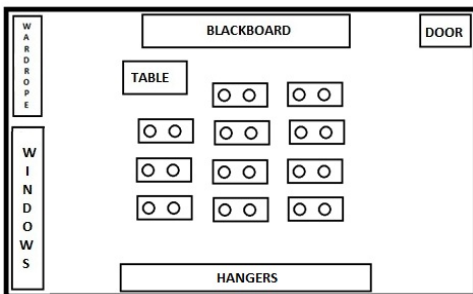 WARDROPE
BLACKBOARD
DOOR
TABLE
WINDOWS
HANGERS